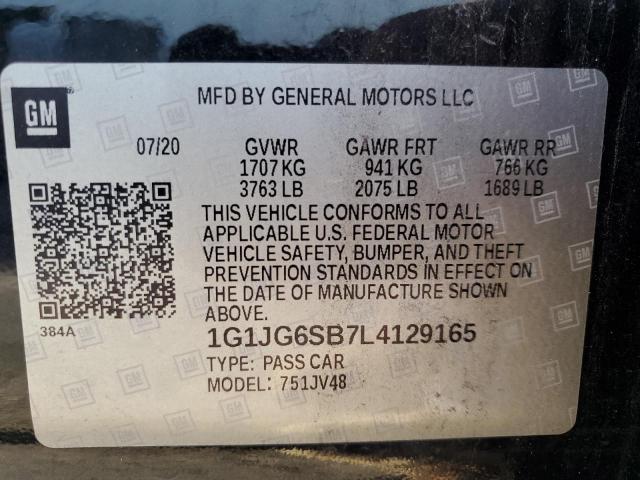 GM
MFD BY GENERAL MOTORS LLC
07/20 GVWR GAWR FRT GAWR RR
1707 KG 941 KG 766 KG
3763 LB 2075 LB 1689 LB
THIS VEHICLE CONFORMS TO ALL
APPLICABLE U.S. FEDERAL MOTOR
VEHICLE SAFETY, BUMPER, AND THEFT
PREVENTION STANDARDS IN EFFECT ON
THE DATE OF MANUFACTURE SHOWN
ABOVE.
384A
1G1JG6SB7L4129165
TYPE: PASS CAR
MODEL: 751JV48